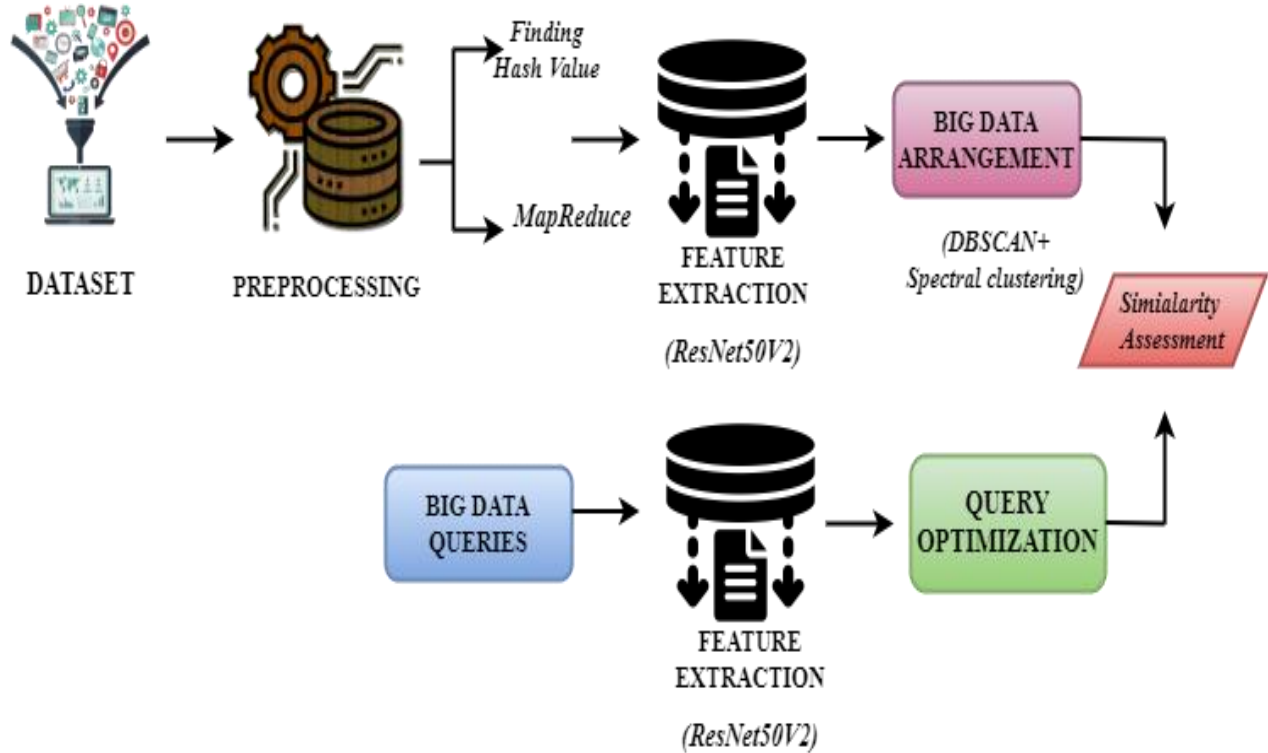 Finding
Hash Value
MapReduce
DATASET
PREPROCESSING
FEATURE
EXTRACTION
(ResNet50V2)
BIG DATA
ARRANGEMENT
(DBSCAN+
Spectral clustering)
Simialarity
Assessment
BIG DATA
QUERIES
FEATURE
EXTRACTION
(ResNet50V2)
QUERY
OPTIMIZATION